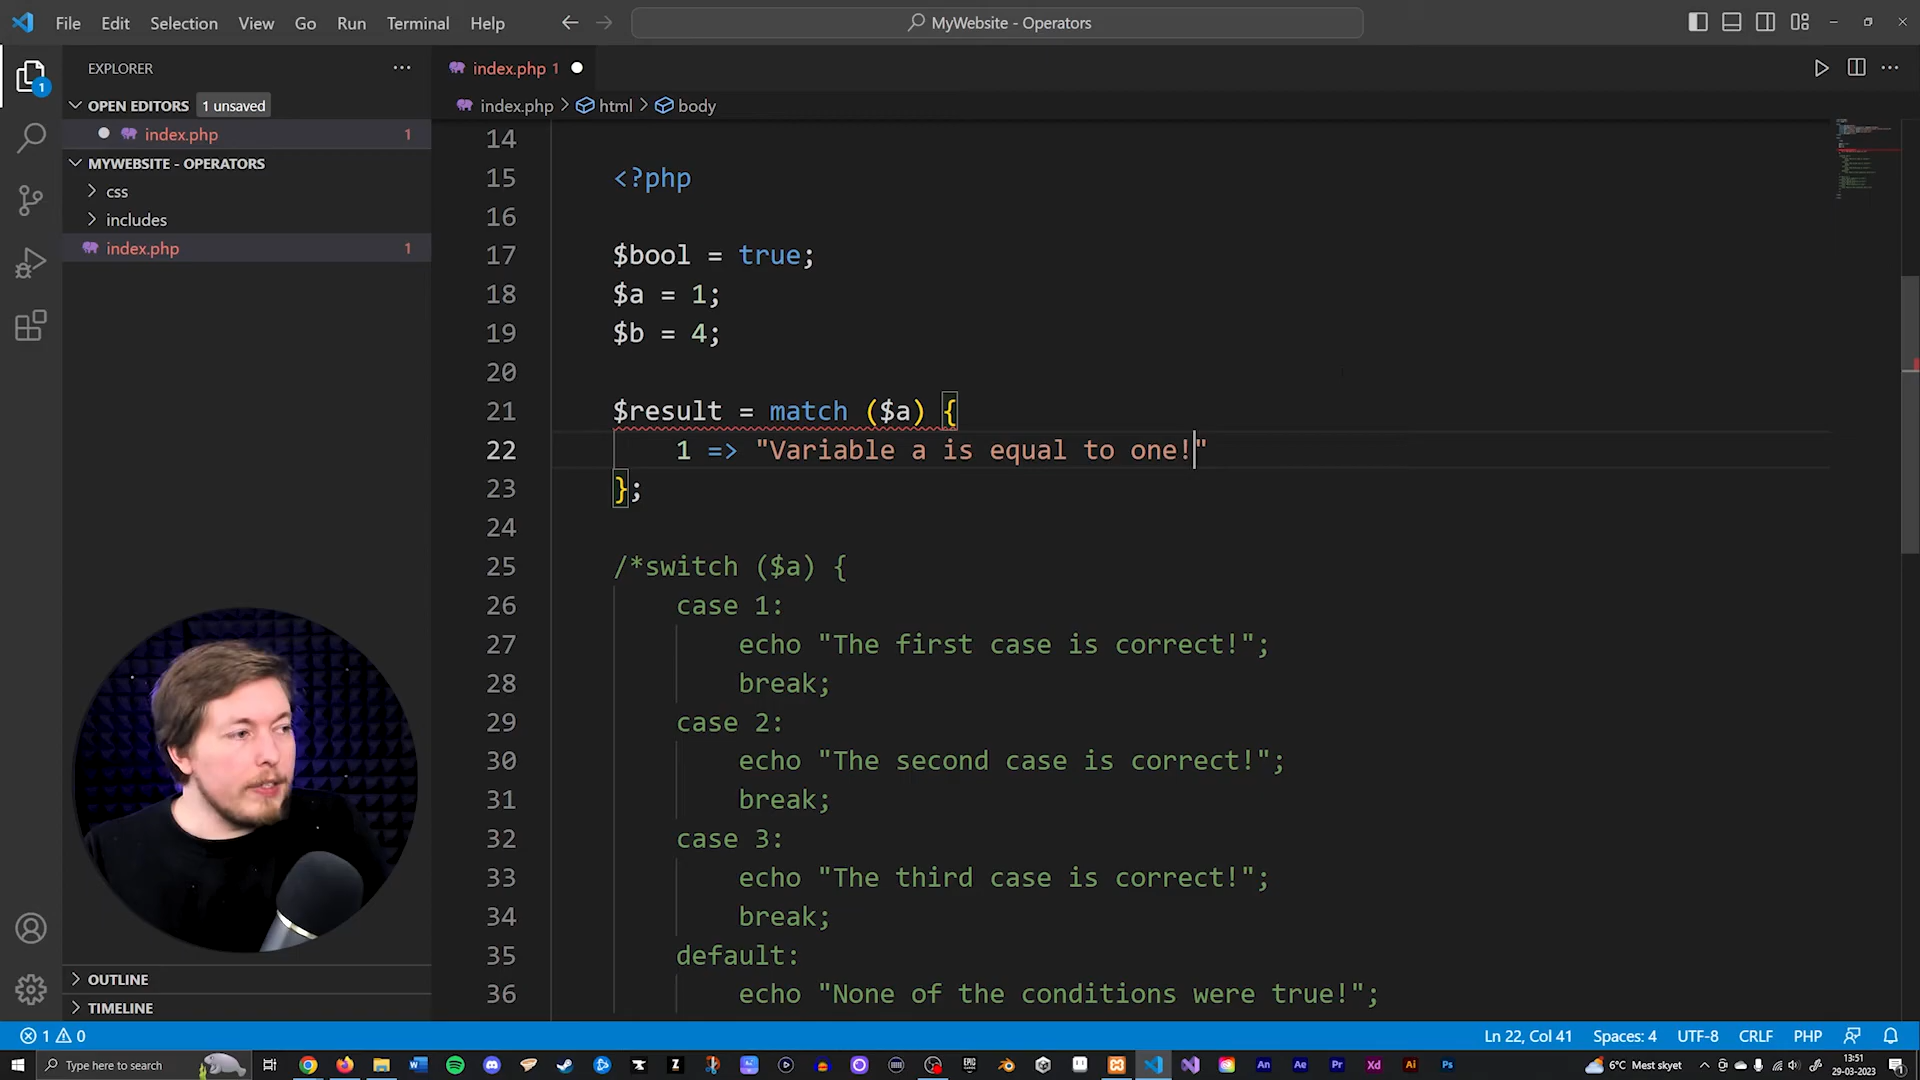 File Edit Selection View Go Run Terminal Help
MyWebsite - Operators
EXPLORER
index.php 1
OPEN EDITORS 1 unsaved
index.php > html > body
index.php 1
MYWEBSITE - OPERATORS
css
includes
index.php 1
14
15 <?php
16
17 $bool = true;
18 $a = 1;
19 $b = 4;
20
21 $result = match ($a) {
22 1 => "Variable a is equal to one!"
23 };
24
25 /*switch ($a) {
26 case 1:
27 echo "The first case is correct!";
28 break;
29 case 2:
30 echo "The second case is correct!";
31 break;
32 case 3:
33 echo "The third case is correct!";
34 break;
35 default:
36 echo "None of the conditions were true!";
OUTLINE
TIMELINE
1 0
Ln 22, Col 41 Spaces: 4 UTF-8 CRLF PHP
Type here to search
6°C Mest skyet
13:51
29-03-2023